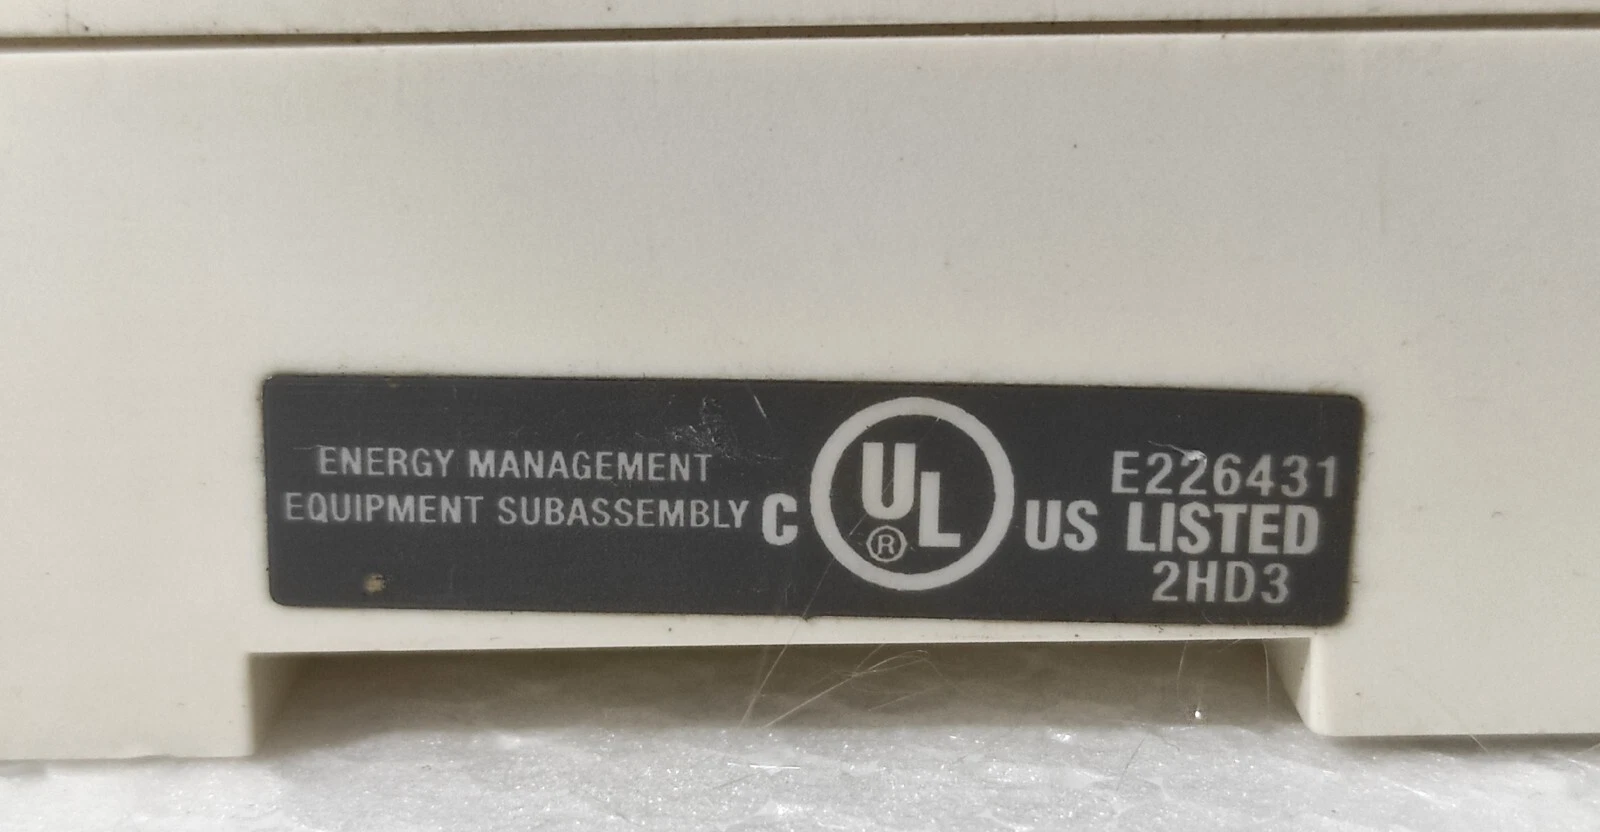 ENERGY MANAGEMENT
EQUIPMENT SUBASSEMBLY
C UL ® US
E226431
LISTED
2HD3